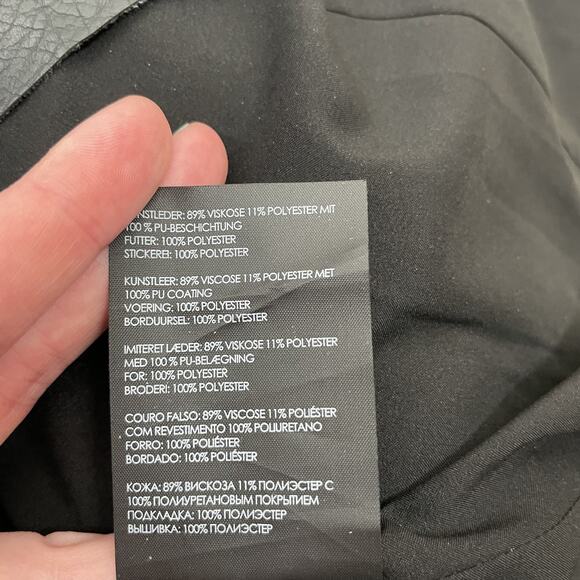 KUNSTLEDER: 89% VISKOSE 11% POLYESTER MIT
100 % PU-BESCHICHTUNG
FUTTER: 100% POLYESTER
STICKEREI: 100% POLYESTER
KUNSTLEER: 89% VISCOSE 11% POLYESTER MET
100% PU COATING
VOERING: 100% POLYESTER
BORDUURSEL: 100% POLYESTER
IMITERET LÆDER: 89% VISKOSE 11% POLYESTER
MED 100 % PU-BELÆGNING
FOR: 100% POLYESTER
BRODERI: 100% POLYESTER
COURO FALSO: 89% VISCOSE 11% POLIÉSTER
COM REVESTIMENTO 100% POLIURETANO
FORRO: 100% POLIÉSTER
BORDADO: 100% POLIÉSTER
КОЖА: 89% ВИСКОЗА 11% ПОЛИЭСТЕР С
100% ПОЛИУРЕТАНОВЫМ ПОКРЫТИЕМ
ПОДКЛАДКА: 100% ПОЛИЭСТЕР
ВЫШИВКА: 100% ПОЛИЭСТЕР